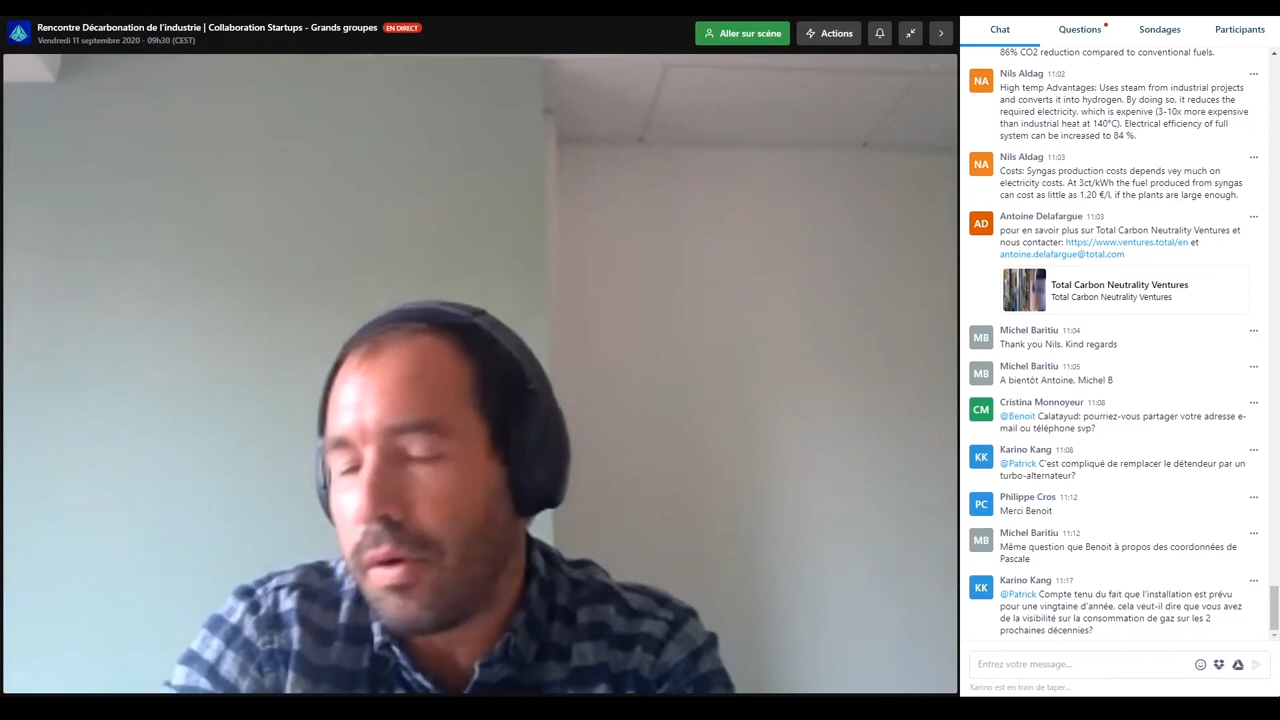 Rencontre Décarbonation de l'industrie | Collaboration Startups - Grands groupes
EN DIRECT
Vendredi 11 septembre 2020 - 09h30 (CEST)
Aller sur scène
Actions
Chat
Questions
Sondages
Participants
86% CO2 reduction compared to conventional fuels.
NA
Nils Aldag 11:02
High temp Advantages: Uses steam from industrial projects
and converts it into hydrogen. By doing so, it reduces the
required electricity, which is expenive (3-10x more expensive
than industrial heat at 140°C). Electrical efficiency of full
system can be increased to 84 %.
NA
Nils Aldag 11:03
Costs: Syngas production costs depends vey much on
electricity costs. At 3ct/kWh the fuel produced from syngas
can cost as little as 1,20 €/l, if the plants are large enough.
AD
Antoine Delafargue 11:03
pour en savoir plus sur Total Carbon Neutrality Ventures et
nous contacter: https://www.ventures.total/en et
antoine.delafargue@total.com
Total Carbon Neutrality Ventures
Total Carbon Neutrality Ventures
MB
Michel Baritiu 11:04
Thank you Nils. Kind regards
MB
Michel Baritiu 11:05
A bientôt Antoine. Michel B
CM
Cristina Monnoyeur 11:08
@Benoit Calatayud: pourriez-vous partager votre adresse e-
mail ou téléphone svp?
KK
Karino Kang 11:08
@Patrick C'est compliqué de remplacer le détendeur par un
turbo-alternateur?
PC
Philippe Cros 11:12
Merci Benoit
MB
Michel Baritiu 11:12
Même question que Benoit à propos des coordonnées de
Pascale
KK
Karino Kang 11:17
@Patrick Compte tenu du fait que l'installation est prévu
pour une vingtaine d'année, cela veut-il dire que vous avez
de la visibilité sur la consommation de gaz sur les 2
prochaines décennies?
Entrez votre message...
Karino est en train de taper...